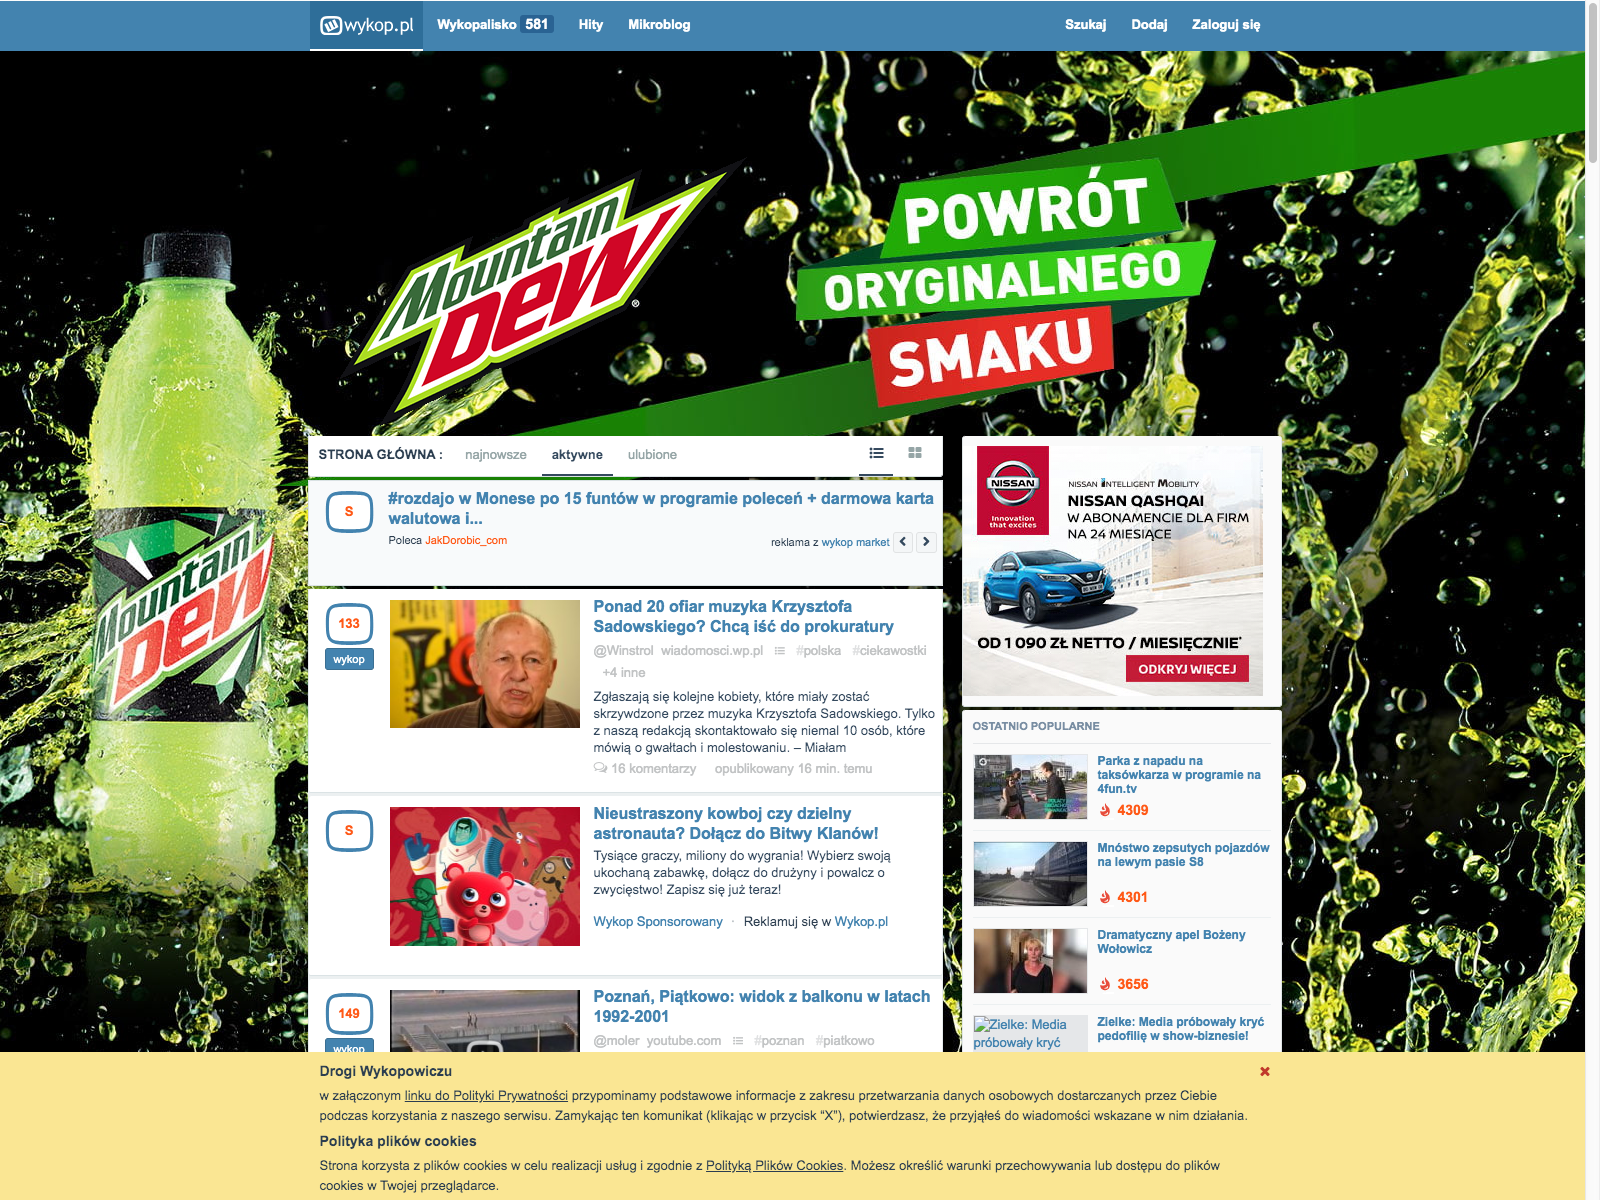 wykop.pl
Wykopalisko 581
Hity
Mikroblog
Szukaj
Dodaj
Zaloguj się
Mountain
Dew®
POWRÓT
ORYGINALNEGO
SMAKU
Mountain
Dew
STRONA GŁÓWNA :
najnowsze
aktywne
ulubione
S
#rozdajo w Monese po 15 funtów w programie poleceń + darmowa karta
walutowa i...
Poleca JakDorobic_com
reklama z wykop market
133
wykop
Ponad 20 ofiar muzyka Krzysztofa
Sadowskiego? Chcą iść do prokuratury
@Winstrol wiadomosci.wp.pl #polska #ciekawostki
+4 inne
Zgłaszają się kolejne kobiety, które miały zostać
skrzywdzone przez muzyka Krzysztofa Sadowskiego. Tylko
z naszą redakcją skontaktowało się niemal 10 osób, które
mówią o gwałtach i molestowaniu. – Miałam
16 komentarzy opublikowany 16 min. temu
S
Nieustraszony kowboj czy dzielny
astronauta? Dołącz do Bitwy Klanów!
Tysiące graczy, miliony do wygrania! Wybierz swoją
ukochaną zabawkę, dołącz do drużyny i powalcz o
zwycięstwo! Zapisz się już teraz!
Wykop Sponsorowany · Reklamuj się w Wykop.pl
149
wykop
Poznań, Piątkowo: widok z balkonu w latach
1992-2001
@moler youtube.com #poznan #piatkowo
NISSAN
Innovation
that excites
NISSAN INTELLIGENT MOBILITY
NISSAN QASHQAI
W ABONAMENCIE DLA FIRM
NA 24 MIESIĄCE
OD 1 090 ZŁ NETTO / MIESIĘCZNIE*
ODKRYJ WIĘCEJ
OSTATNIO POPULARNE
Parka z napadu na
taksówkarza w programie na
4fun.tv
4309
Mnóstwo zepsutych pojazdów
na lewym pasie S8
4301
Dramatyczny apel Bożeny
Wołowicz
3656
Zielke: Media
próbowały kryć
Zielke: Media próbowały kryć
pedofilię w show-biznesie!
Drogi Wykopowiczu
w załączonym linku do Polityki Prywatności przypominamy podstawowe informacje z zakresu przetwarzania danych osobowych dostarczanych przez Ciebie
podczas korzystania z naszego serwisu. Zamykając ten komunikat (klikając w przycisk “X”), potwierdzasz, że przyjąłeś do wiadomości wskazane w nim działania.
Polityka plików cookies
Strona korzysta z plików cookies w celu realizacji usług i zgodnie z Polityką Plików Cookies. Możesz określić warunki przechowywania lub dostępu do plików
cookies w Twojej przeglądarce.